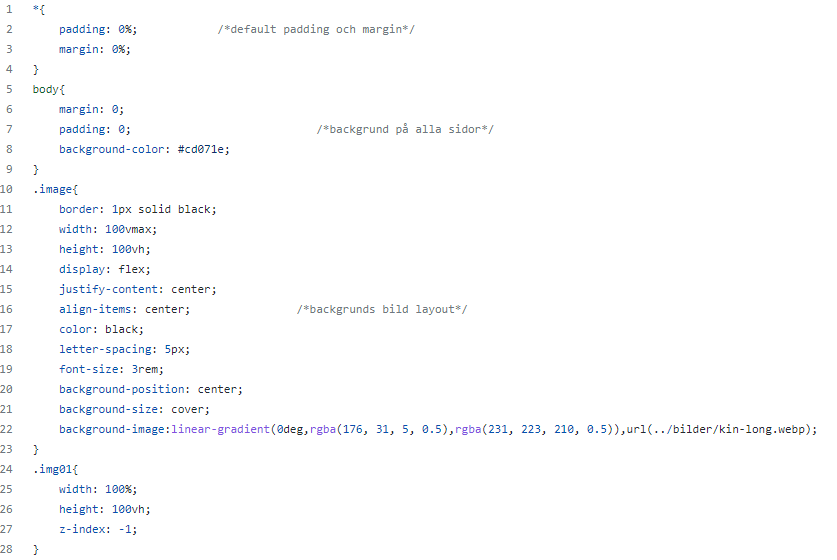 1 *{
2 padding: 0%; /*default padding och margin*/
3 margin: 0%;
4 }
5 body{
6 margin: 0;
7 padding: 0; /*backgrund på alla sidor*/
8 background-color: #cd071e;
9 }
10 .image{
11 border: 1px solid black;
12 width: 100vmax;
13 height: 100vh;
14 display: flex;
15 justify-content: center;
16 align-items: center; /*backgrunds bild layout*/
17 color: black;
18 letter-spacing: 5px;
19 font-size: 3rem;
20 background-position: center;
21 background-size: cover;
22 background-image:linear-gradient(0deg,rgba(176, 31, 5, 0.5),rgba(231, 223, 210, 0.5)),url(../bilder/kin-long.webp);
23 }
24 .img01{
25 width: 100%;
26 height: 100vh;
27 z-index: -1;
28 }